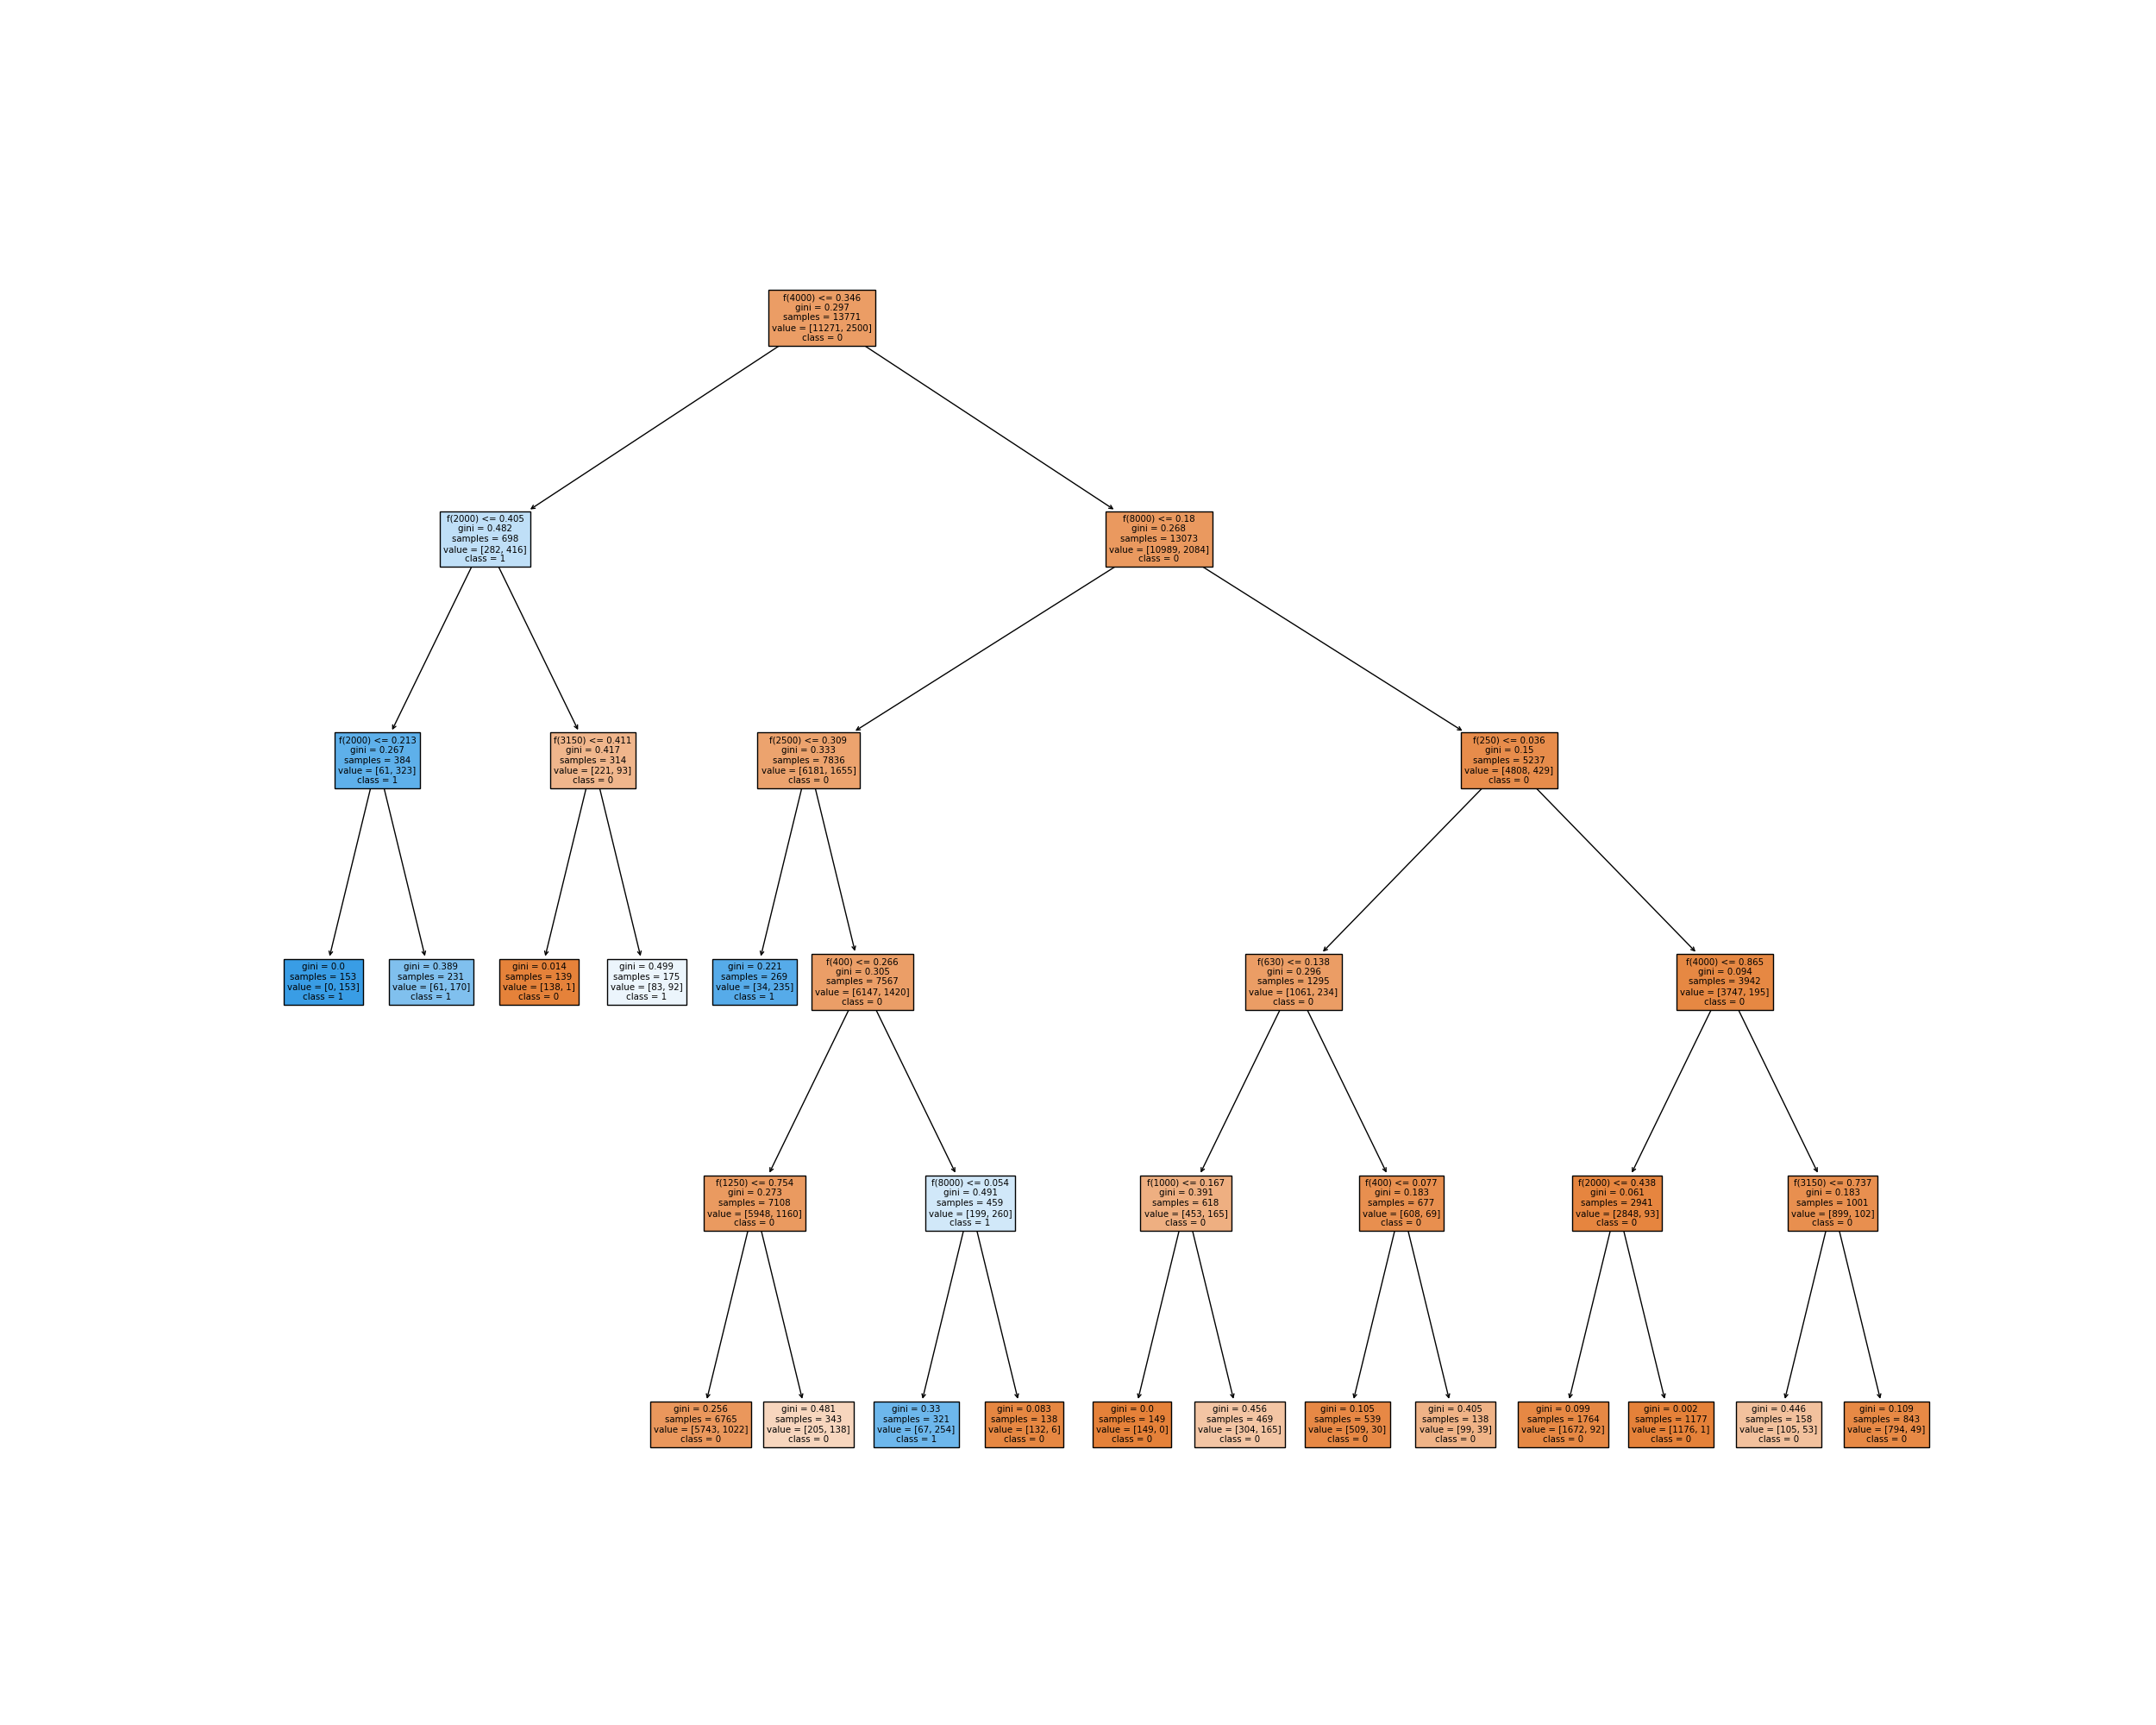 f(4000) <= 0.346
gini = 0.297
samples = 13771
value = [11271, 2500]
class = 0
f(2000) <= 0.405
gini = 0.482
samples = 698
value = [282, 416]
class = 1
f(8000) <= 0.18
gini = 0.268
samples = 13073
value = [10989, 2084]
class = 0
f(2000) <= 0.213
gini = 0.267
samples = 384
value = [61, 323]
class = 1
f(3150) <= 0.411
gini = 0.417
samples = 314
value = [221, 93]
class = 0
f(2500) <= 0.309
gini = 0.333
samples = 7836
value = [6181, 1655]
class = 0
f(250) <= 0.036
gini = 0.15
samples = 5237
value = [4808, 429]
class = 0
gini = 0.0
samples = 153
value = [0, 153]
class = 1
gini = 0.389
samples = 231
value = [61, 170]
class = 1
gini = 0.014
samples = 139
value = [138, 1]
class = 0
gini = 0.499
samples = 175
value = [83, 92]
class = 1
gini = 0.221
samples = 269
value = [34, 235]
class = 1
f(400) <= 0.266
gini = 0.305
samples = 7567
value = [6147, 1420]
class = 0
f(630) <= 0.138
gini = 0.296
samples = 1295
value = [1061, 234]
class = 0
f(4000) <= 0.865
gini = 0.094
samples = 3942
value = [3747, 195]
class = 0
f(1250) <= 0.754
gini = 0.273
samples = 7108
value = [5948, 1160]
class = 0
f(8000) <= 0.054
gini = 0.491
samples = 459
value = [199, 260]
class = 1
f(1000) <= 0.167
gini = 0.391
samples = 618
value = [453, 165]
class = 0
f(400) <= 0.077
gini = 0.183
samples = 677
value = [608, 69]
class = 0
f(2000) <= 0.438
gini = 0.061
samples = 2941
value = [2848, 93]
class = 0
f(3150) <= 0.737
gini = 0.183
samples = 1001
value = [899, 102]
class = 0
gini = 0.256
samples = 6765
value = [5743, 1022]
class = 0
gini = 0.481
samples = 343
value = [205, 138]
class = 0
gini = 0.33
samples = 321
value = [67, 254]
class = 1
gini = 0.083
samples = 138
value = [132, 6]
class = 0
gini = 0.0
samples = 149
value = [149, 0]
class = 0
gini = 0.456
samples = 469
value = [304, 165]
class = 0
gini = 0.105
samples = 539
value = [509, 30]
class = 0
gini = 0.405
samples = 138
value = [99, 39]
class = 0
gini = 0.099
samples = 1764
value = [1672, 92]
class = 0
gini = 0.002
samples = 1177
value = [1176, 1]
class = 0
gini = 0.446
samples = 158
value = [105, 53]
class = 0
gini = 0.109
samples = 843
value = [794, 49]
class = 0